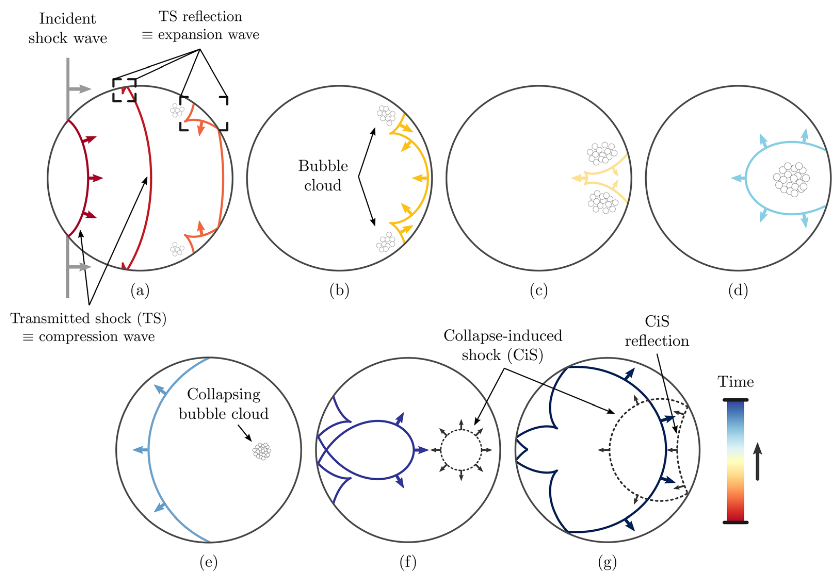 Incident
shock wave
TS reflection
≡ expansion wave
Bubble
cloud
(a)
(b)
(c)
(d)
Transmitted shock (TS)
≡ compression wave
Collapse-induced
shock (CiS)
CiS
reflection
Collapsing
bubble cloud
Time
(e)
(f)
(g)